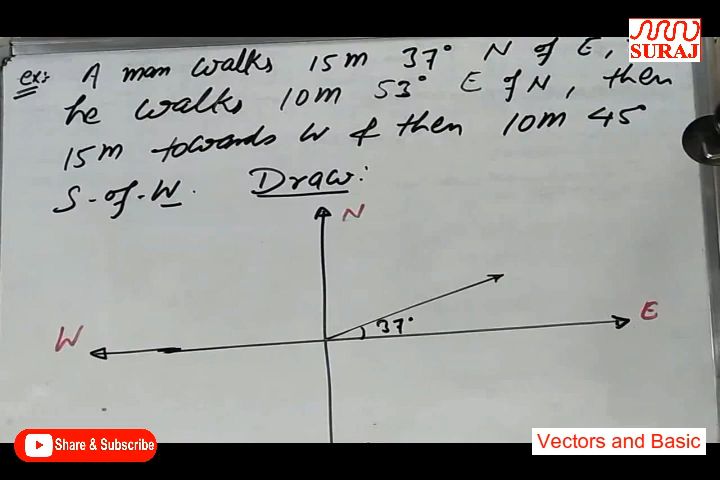 SURAJ
ex:- A man walks 15m 37° N of E,
he walks 10m 53° E of N, then
15m towards W & then 10m 45°
S-of-W. Draw:
N
E
37°
W
Share & Subscribe
Vectors and Basic